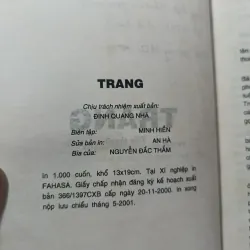 TRANG
Chịu trách nhiệm xuất bản:
ĐINH QUANG NHÃ
Biên tập: MINH HIỀN
Sửa bản in: AN HÀ
Bìa của: NGUYỄN ĐẮC THẮM
In 1.000 cuốn, khổ 13x19cm. Tại Xí nghiệp in
FAHASA. Giấy chấp nhận đăng ký kế hoạch xuất
bản 366/1397CXB cấp ngày 20-11-2000. In xong
nộp lưu chiểu tháng 5-2001.